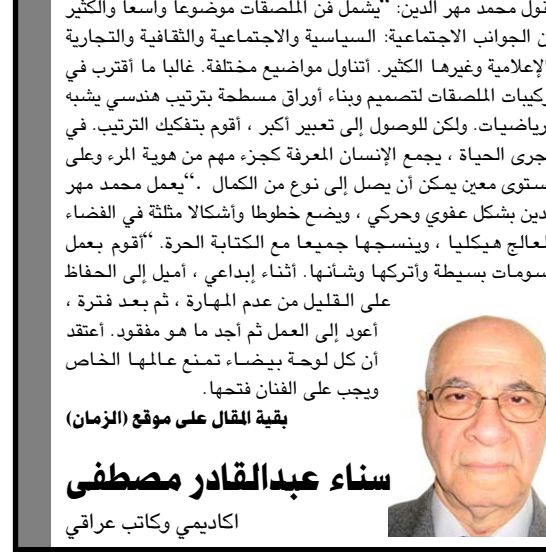 قول محمد مهر الدين: “يشمل فن الملصقات موضوعا واسعا والكثير
ن الجوانب الاجتماعية: السياسية والاجتماعية والثقافية والتجارية
لإعلامية وغيرها الكثير. أتناول مواضيع مختلفة. غالبا ما أقترب في
ركيبات الملصقات لتصميم وبناء أوراق مسطحة بترتيب هندسي يشبه
رياضيات. ولكن للوصول إلى تعبير أكبر ، أقوم بتفكيك الترتيب. في
جرى الحياة ، يجمع الإنسان المعرفة كجزء مهم من هوية المرء وعلى
ستوى معين يمكن أن يصل إلى نوع من الكمال .“يعمل محمد مهر
دين بشكل عفوي وحركي ، ويضع خطوطا وأشكالا مثلثة في الفضاء
لعالج هيكليا ، وينسجها جميعا مع الكتابة الحرة. “أقوم بعمل
سومات بسيطة وأتركها وشأنها. أثناء إبداعي ، أميل إلى الحفاظ
على القليل من عدم المهارة ، ثم بعد فترة ،
أعود إلى العمل ثم أجد ما هو مفقود. أعتقد
أن كل لوحة بيضاء تمنع عالمها الخاص
ويجب على الفنان فتحها.
بقية المقال على موقع (الزمان)
سناء عبدالقادر مصطفى
اكاديمي وكاتب عراقي